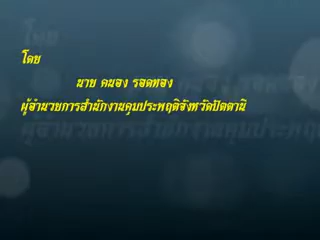 โดย
นาย คนอง รอดทอง
ผู้อำนวยการสำนักงานคุมประพฤติจังหวัดปัตตานี